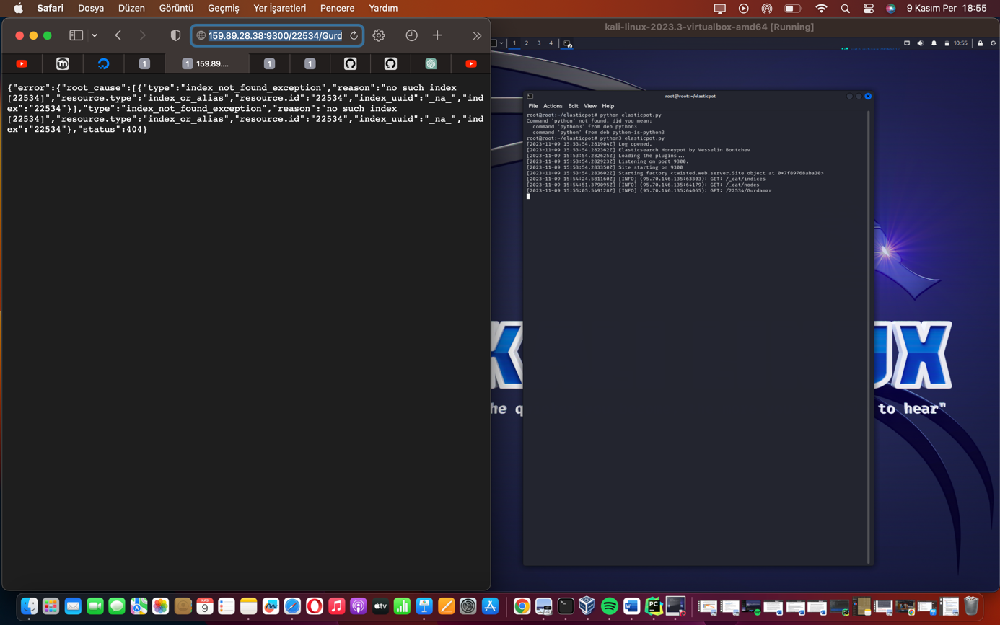 Safari Dosya Düzen Görüntü Geçmiş Yer İşaretleri Pencere Yardım 9 Kasım Per 18:55
159.89.28.38:9300/22534/Gurd
1 1 159.89.... 1 1
{"error":{"root_cause":[{"type":"index_not_found_exception","reason":"no such index
[22534]","resource.type":"index_or_alias","resource.id":"22534","index_uuid":"_na_","ind
ex":"22534"}],"type":"index_not_found_exception","reason":"no such index
[22534]","resource.type":"index_or_alias","resource.id":"22534","index_uuid":"_na_","ind
ex":"22534"},"status":404}
kali-linux-2023.3-virtualbox-amd64 [Running]
1 2 3 4 2 10:55
root@root: ~/elasticpot
File Actions Edit View Help
root@root:~/elasticpot# python elasticpot.py
Command 'python' not found, did you mean:
command 'python3' from deb python3
command 'python' from deb python-is-python3
root@root:~/elasticpot# python3 elasticpot.py
[2023-11-09 15:53:54.281904Z] Log opened.
[2023-11-09 15:53:54.282362Z] Elasticsearch Honeypot by Vesselin Bontchev
[2023-11-09 15:53:54.282625Z] Loading the plugins...
[2023-11-09 15:53:54.282923Z] Listening on port 9300.
[2023-11-09 15:53:54.283350Z] Site starting on 9300
[2023-11-09 15:53:54.283602Z] Starting factory <twisted.web.server.Site object at 0x7f89768aba30>
[2023-11-09 15:54:24.581160Z] [INFO] (95.70.146.135:63303): GET: /_cat/indices
[2023-11-09 15:54:51.379095Z] [INFO] (95.70.146.135:64179): GET: /_cat/nodes
[2023-11-09 15:55:05.549128Z] [INFO] (95.70.146.135:64065): GET: /22534/Gurdamar
K UX
he q to hear"
KAS
9
tv
W
PC